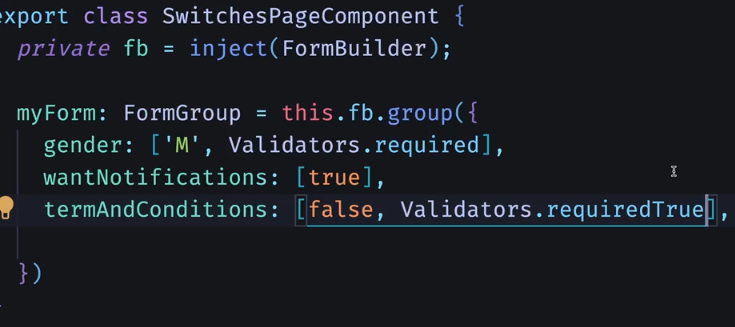 export class SwitchesPageComponent {
private fb = inject(FormBuilder);
myForm: FormGroup = this.fb.group({
gender: ['M', Validators.required],
wantNotifications: [true],
termAndConditions: [false, Validators.requiredTrue],
})